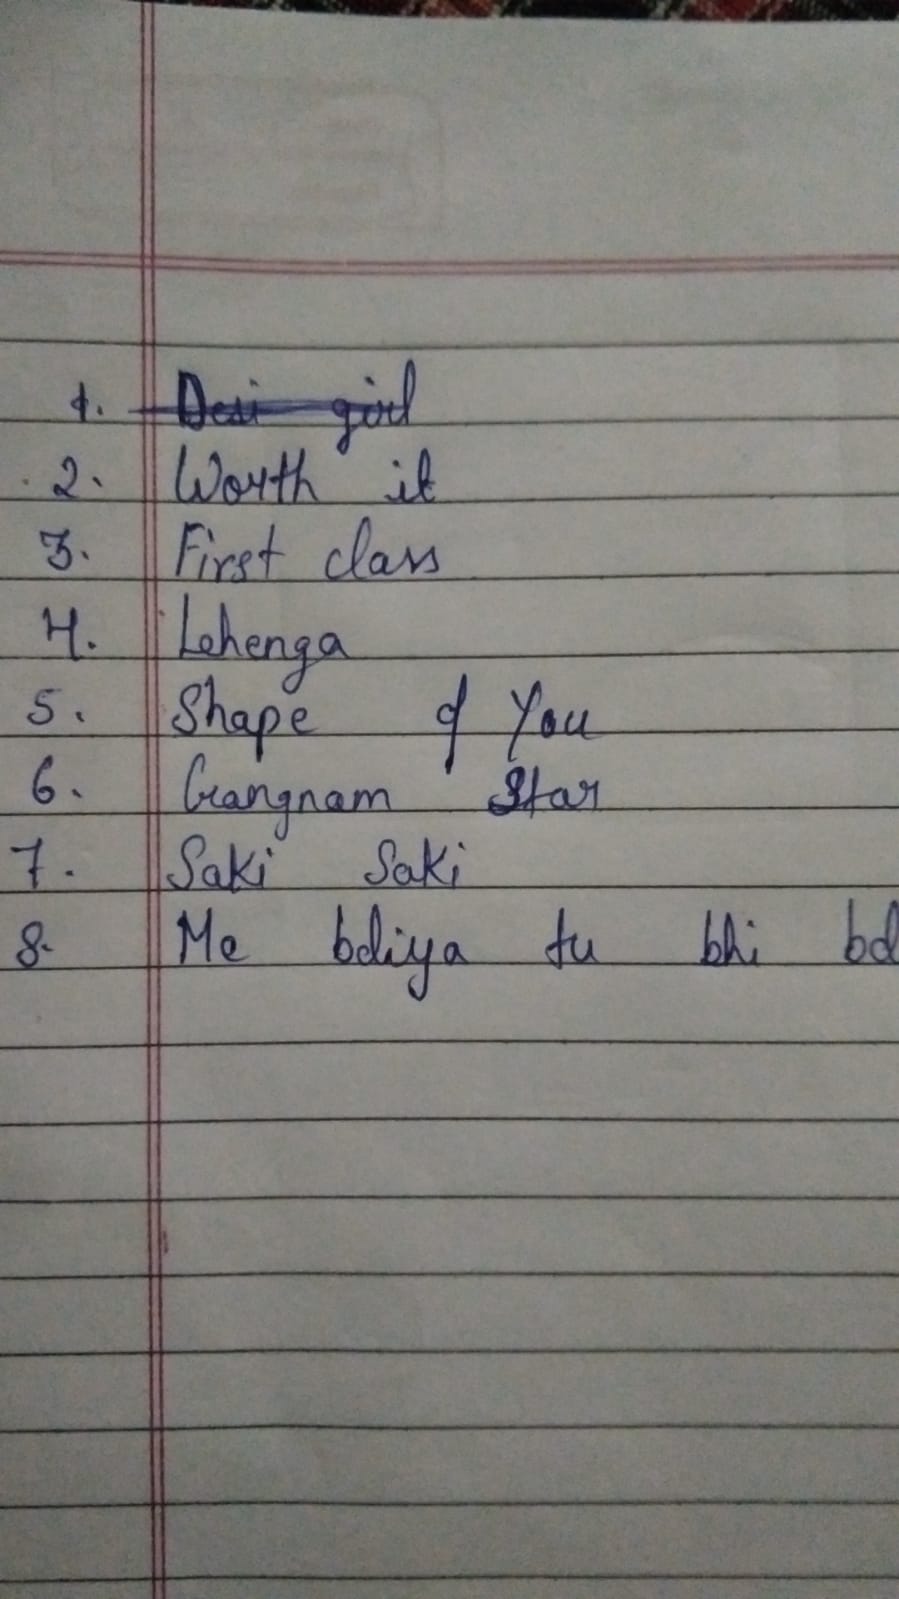 1. Desi girl
2. Worth it
3. First class
4. Lehenga
5. Shape of You
6. Gangnam Star
7. Saki Saki
8. Me bdiya tu bhi bd